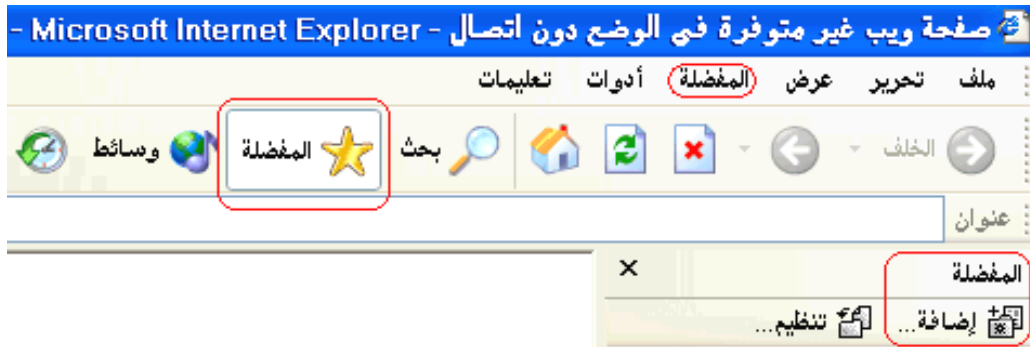 صفحة ويب غير متوفرة في الوضع دون اتصال - Microsoft Internet Explorer -
ملف تحرير عرض المفضلة أدوات تعليمات
الخلف بحث المفضلة وسائط
عنوان
المفضلة ×
إضافة... تنظيم...